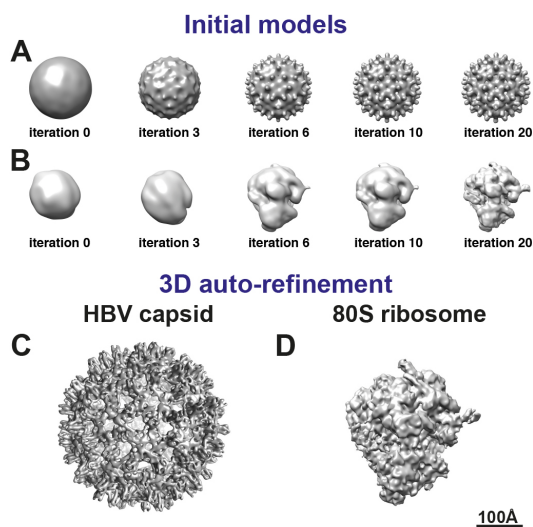 Initial models
A
iteration 0 iteration 3 iteration 6 iteration 10 iteration 20
B
iteration 0 iteration 3 iteration 6 iteration 10 iteration 20
3D auto-refinement
HBV capsid 80S ribosome
C D
100Å